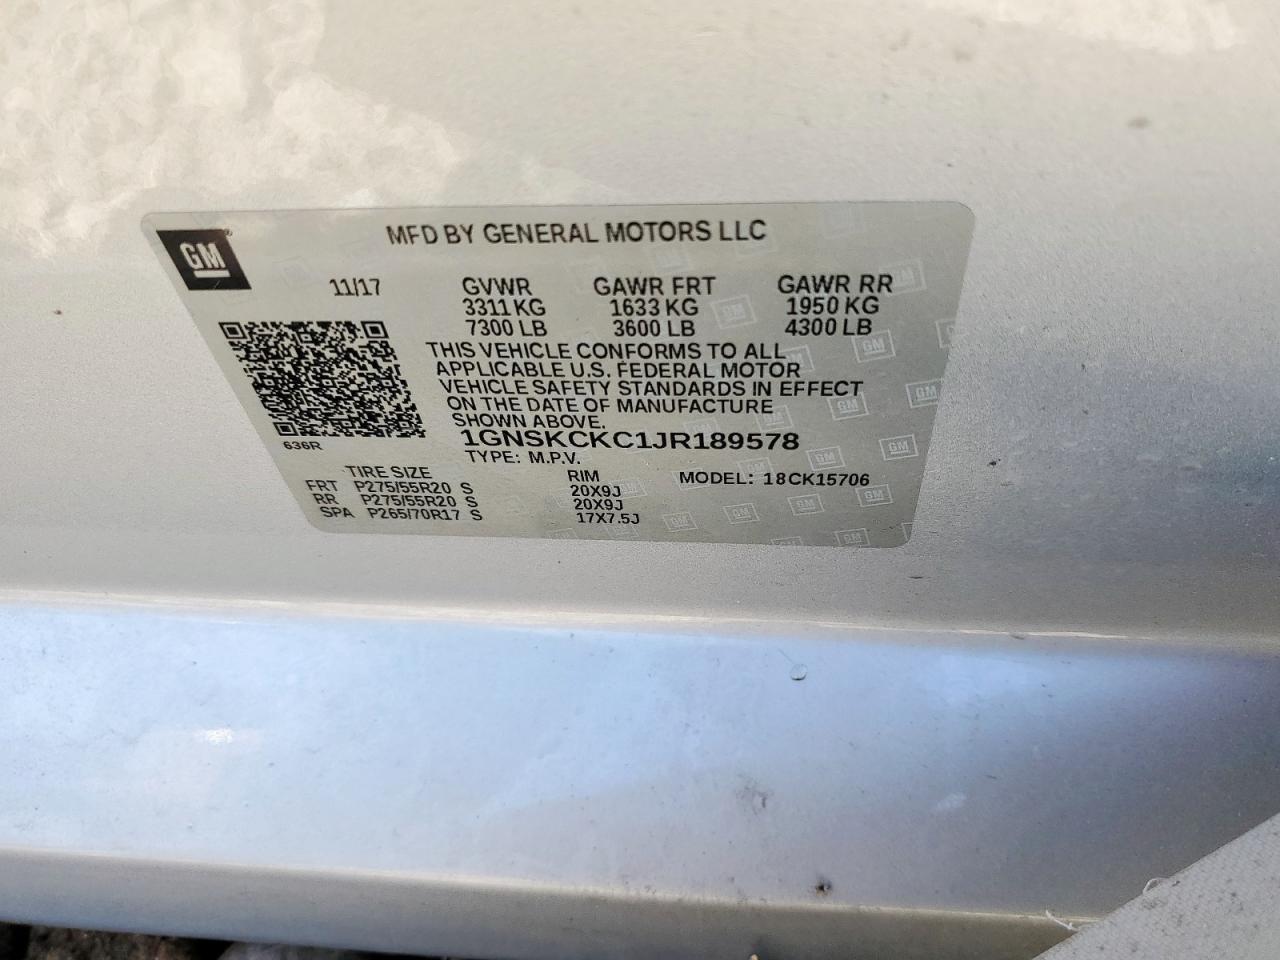 GM
MFD BY GENERAL MOTORS LLC
11/17 GVWR GAWR FRT GAWR RR
3311 KG 1633 KG 1950 KG
7300 LB 3600 LB 4300 LB
THIS VEHICLE CONFORMS TO ALL
APPLICABLE U.S. FEDERAL MOTOR
VEHICLE SAFETY STANDARDS IN EFFECT
ON THE DATE OF MANUFACTURE
SHOWN ABOVE.
636R
1GNSKCKC1JR189578
TYPE: M.P.V.
TIRE SIZE RIM MODEL: 18CK15706
FRT P275/55R20 S 20X9J
RR P275/55R20 S 20X9J
SPA P265/70R17 S 17X7.5J